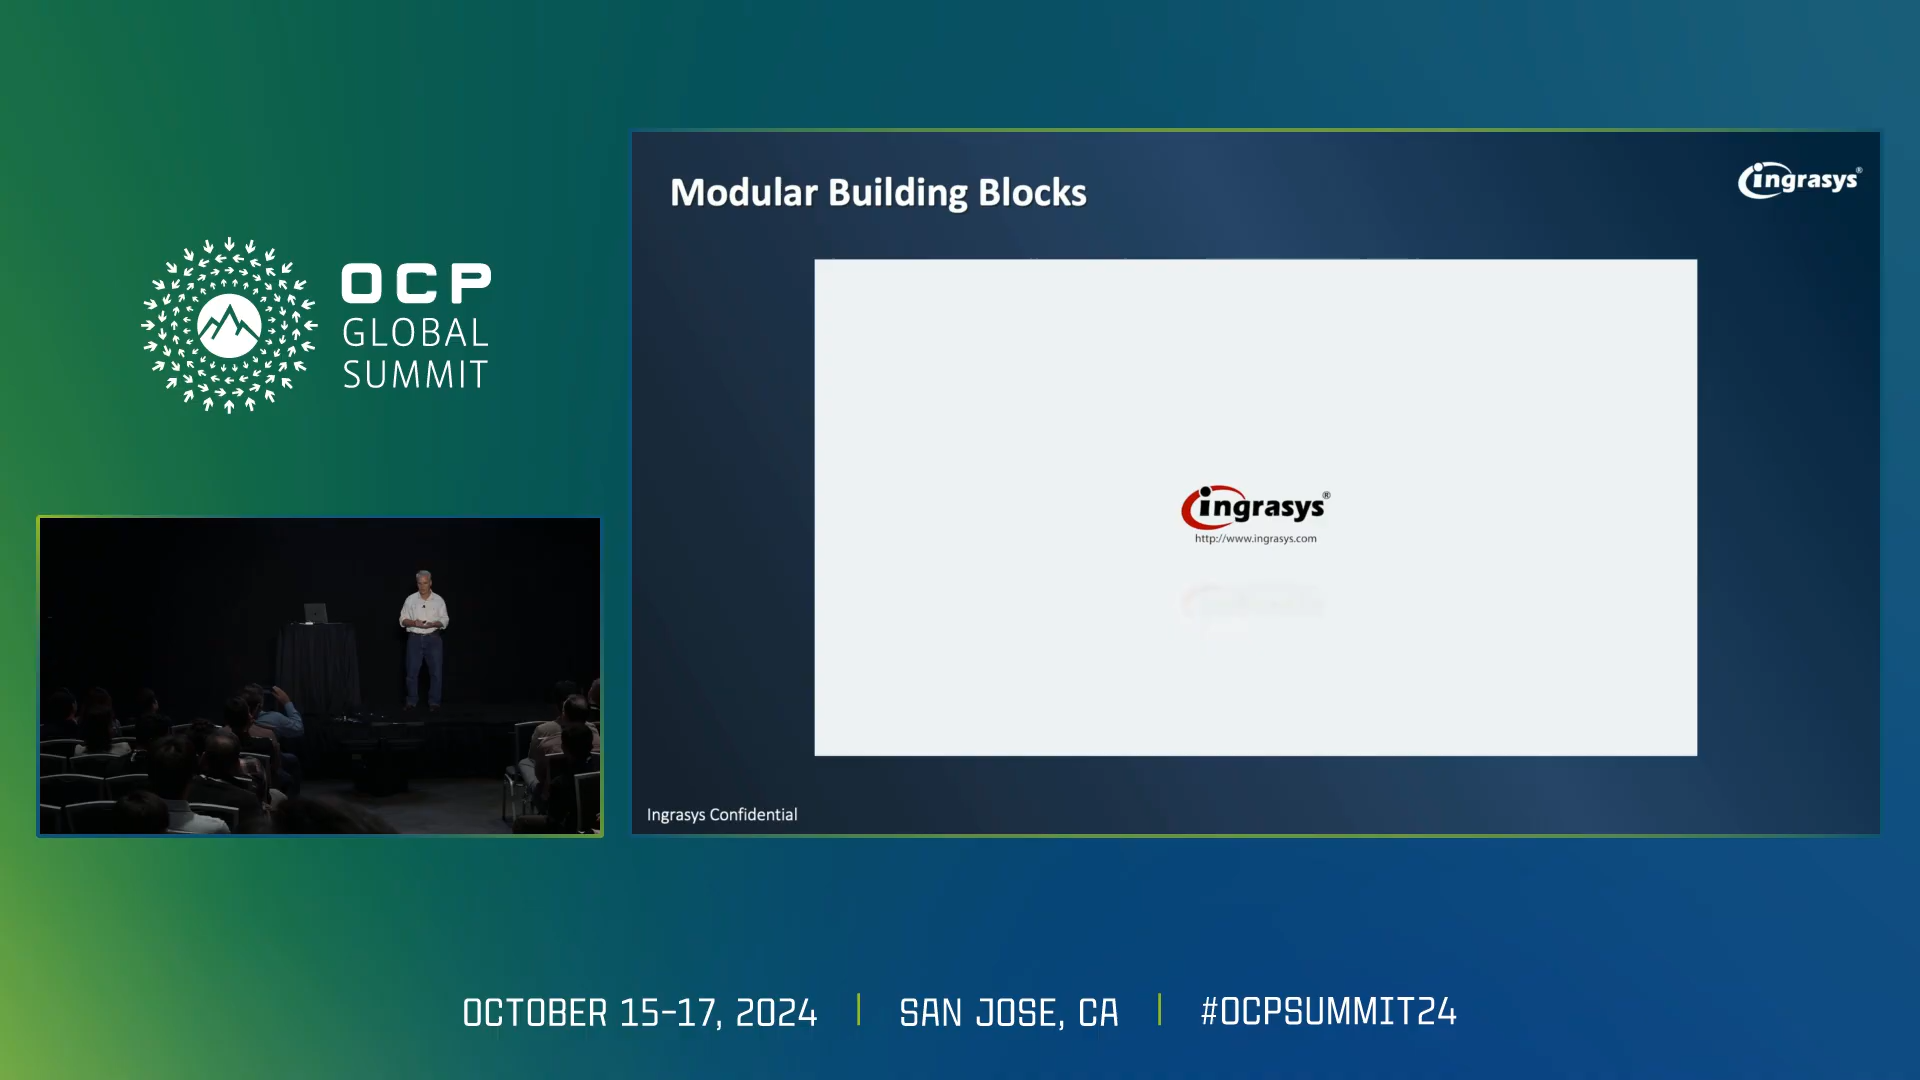 OCP
GLOBAL
SUMMIT
Modular Building Blocks
ingrasys®
ingrasys®
http://www.ingrasys.com
Ingrasys Confidential
OCTOBER 15-17, 2024 | SAN JOSE, CA | #OCPSUMMIT24